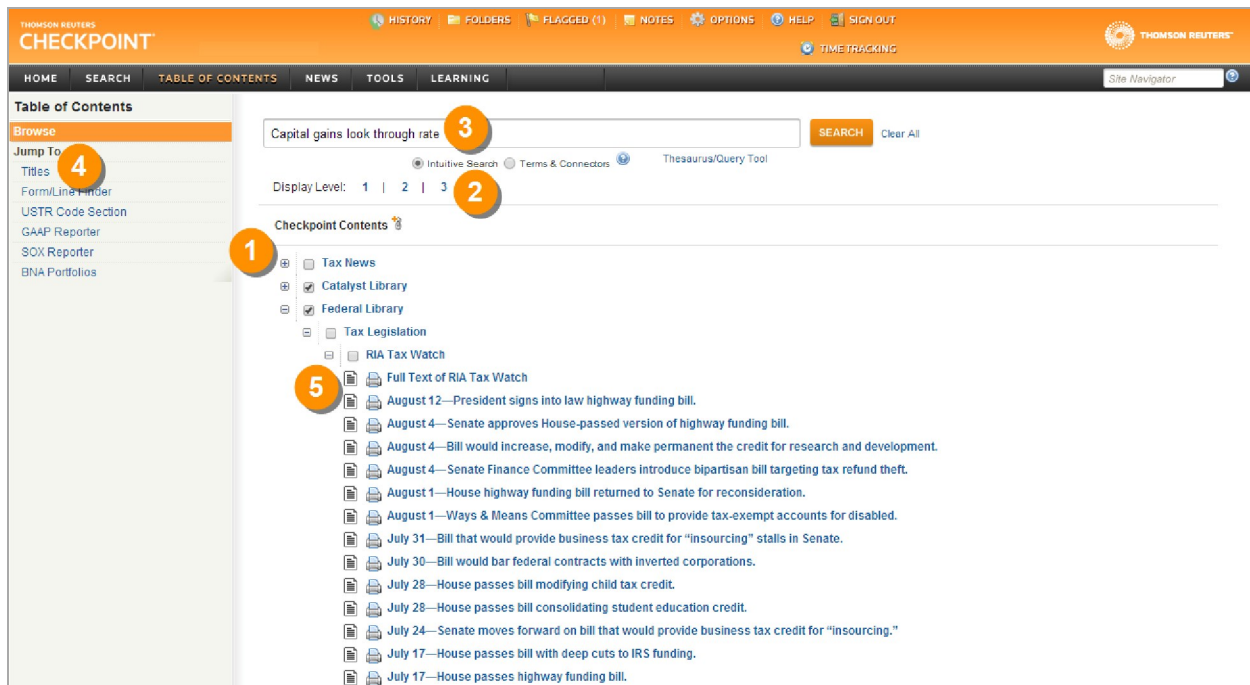 THOMSON REUTERS
CHECKPOINT™
HISTORY FOLDERS FLAGGED (1) NOTES OPTIONS HELP SIGN OUT
TIME TRACKING
THOMSON REUTERS™
HOME SEARCH TABLE OF CONTENTS NEWS TOOLS LEARNING
Site Navigator
Table of Contents
Browse
Jump To
Titles
Form/Line Finder
USTR Code Section
GAAP Reporter
SOX Reporter
BNA Portfolios
4
Capital gains look through rate 3 SEARCH Clear All
Intuitive Search Terms & Connectors Thesaurus/Query Tool
Display Level: 1 | 2 | 3 2
Checkpoint Contents
1
Tax News
Catalyst Library
Federal Library
Tax Legislation
RIA Tax Watch
5
Full Text of RIA Tax Watch
August 12—President signs into law highway funding bill.
August 4—Senate approves House-passed version of highway funding bill.
August 4—Bill would increase, modify, and make permanent the credit for research and development.
August 4—Senate Finance Committee leaders introduce bipartisan bill targeting tax refund theft.
August 1—House highway funding bill returned to Senate for reconsideration.
August 1—Ways & Means Committee passes bill to provide tax-exempt accounts for disabled.
July 31—Bill that would provide business tax credit for “insourcing” stalls in Senate.
July 30—Bill would bar federal contracts with inverted corporations.
July 28—House passes bill modifying child tax credit.
July 28—House passes bill consolidating student education credit.
July 24—Senate moves forward on bill that would provide business tax credit for “insourcing.”
July 17—House passes bill with deep cuts to IRS funding.
July 17—House passes highway funding bill.